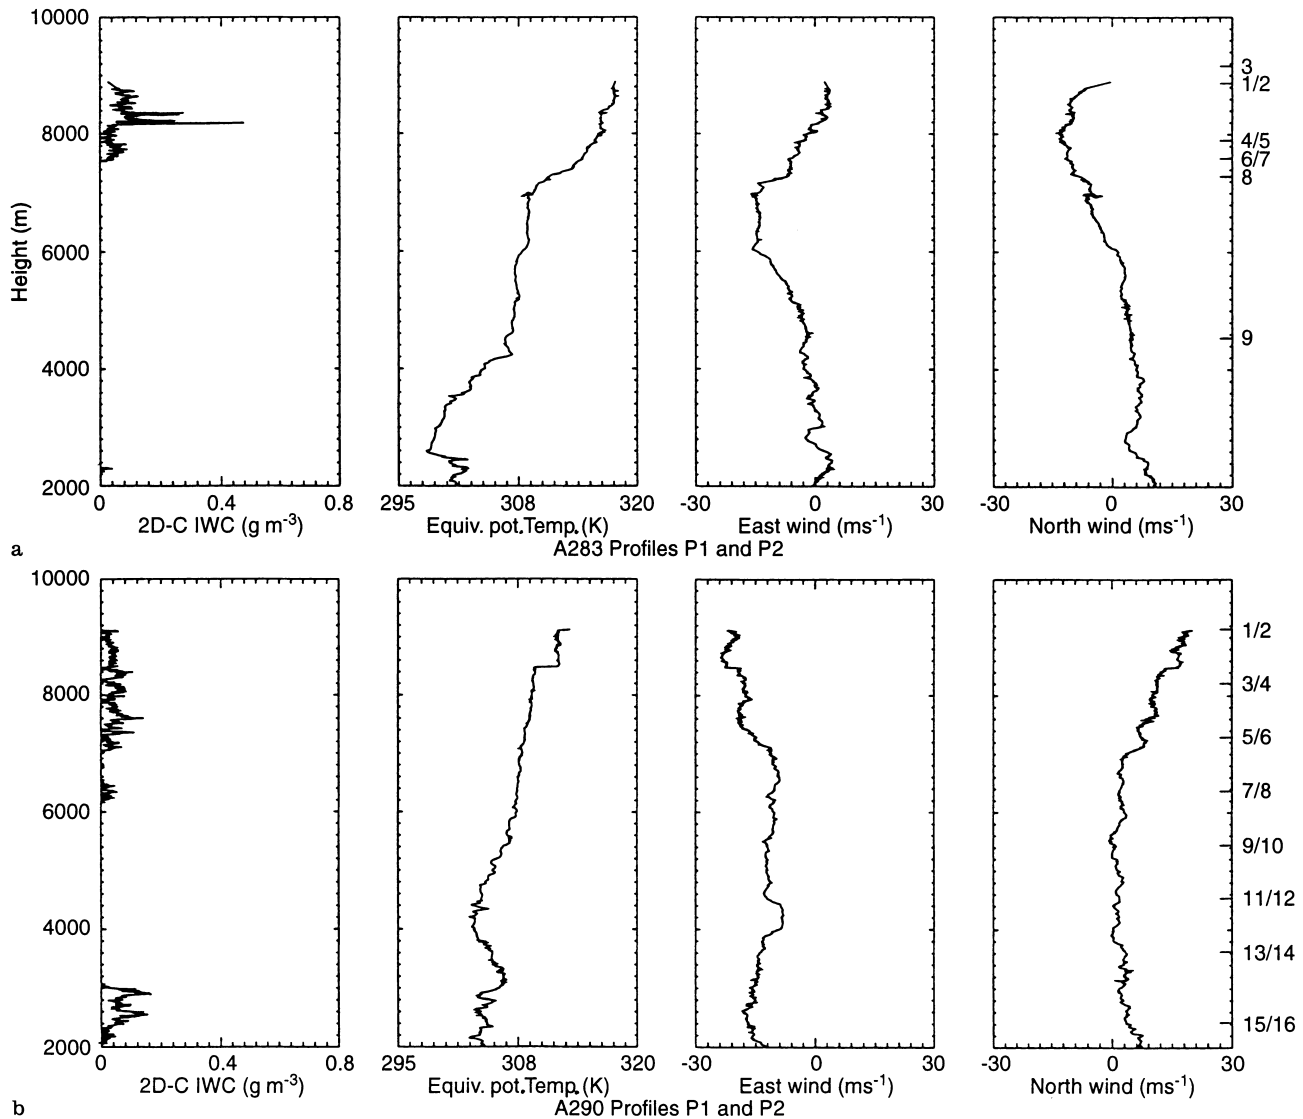 10000
8000
6000
4000
2000
Height (m)
0 0.4 0.8
2D-C IWC (g m-3)
295 308 320
Equiv. pot.Temp. (K)
-30 0 30
East wind (ms-1)
-30 0 30
North wind (ms-1)
3
1/2
4/5
6/7
8
9
a
A283 Profiles P1 and P2
10000
8000
6000
4000
2000
0 0.4 0.8
2D-C IWC (g m-3)
295 308 320
Equiv. pot.Temp. (K)
-30 0 30
East wind (ms-1)
-30 0 30
North wind (ms-1)
1/2
3/4
5/6
7/8
9/10
11/12
13/14
15/16
b
A290 Profiles P1 and P2